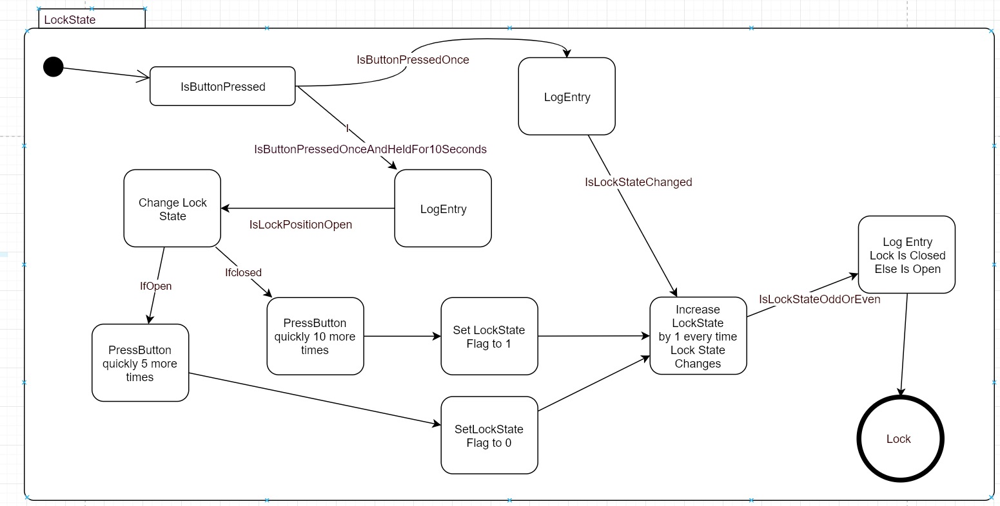 LockState
IsButtonPressedOnce
IsButtonPressed
LogEntry
I
IsButtonPressedOnceAndHeldFor10Seconds
IsLockStateChanged
Change Lock
State
LogEntry
IsLockPositionOpen
Log Entry
Lock Is Closed
Else Is Open
IfOpen
Ifclosed
IsLockStateOddOrEven
PressButton
quickly 10 more
times
Set LockState
Flag to 1
Increase
LockState
by 1 every time
Lock State
Changes
PressButton
quickly 5 more
times
SetLockState
Flag to 0
Lock